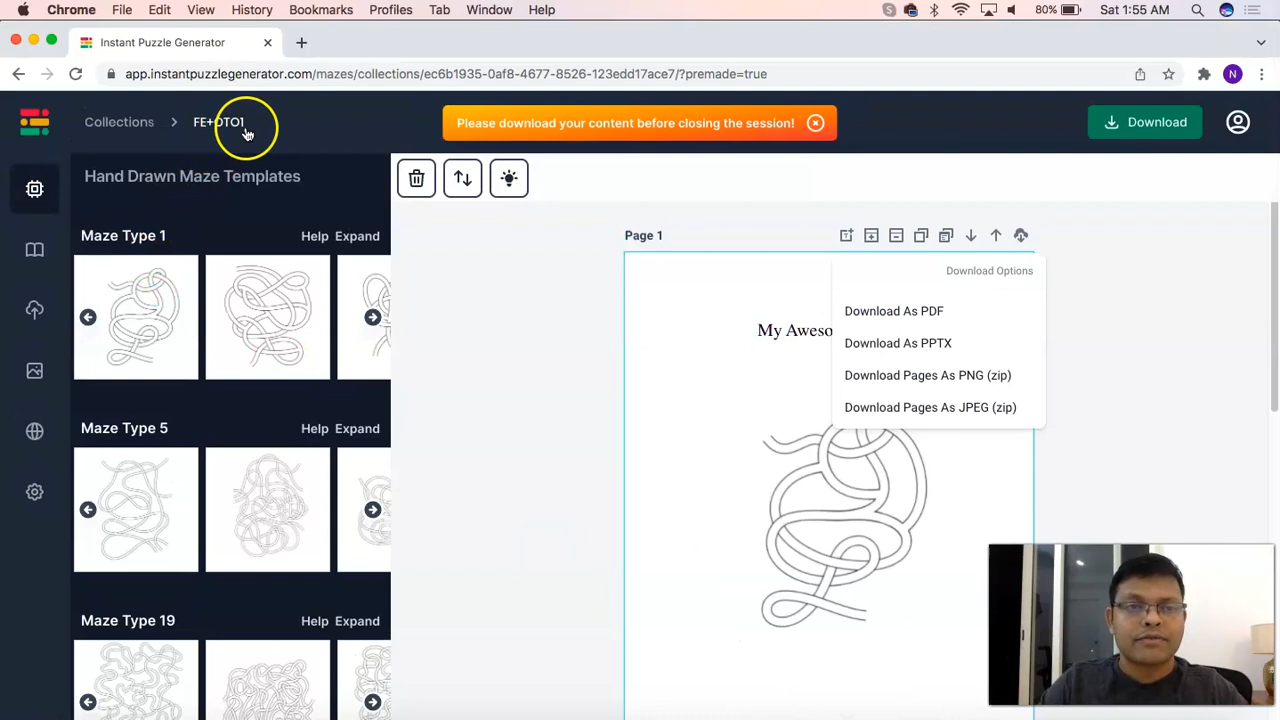 Chrome File Edit View History Bookmarks Profiles Tab Window Help 80% Sat 1:55 AM
Instant Puzzle Generator
app.instantpuzzlegenerator.com/mazes/collections/ec6b1935-0af8-4677-8526-123edd17ace7/?premade=true N
Collections > FE+OTO1 Please download your content before closing the session! Download
Hand Drawn Maze Templates
Maze Type 1 Help Expand
Page 1
Download Options
Download As PDF
My Aweso
Download As PPTX
Download Pages As PNG (zip)
Download Pages As JPEG (zip)
Maze Type 5 Help Expand
Maze Type 19 Help Expand